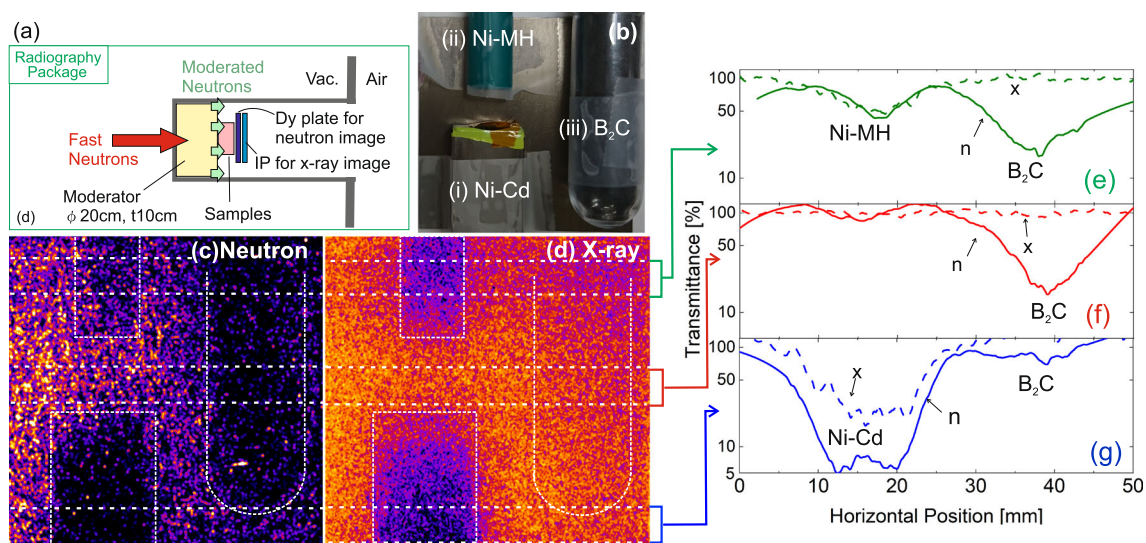 (a)
Radiography
Package
Moderated
Neutrons
Vac.
Air
Dy plate for
neutron image
IP for x-ray image
Fast
Neutrons
Moderator
ϕ 20cm, t10cm
Samples
(d)
(b)
(ii) Ni-MH
(iii) B₂C
(i) Ni-Cd
(c)Neutron
(d) X-ray
Transmittance [%]
100
50
10
Ni-MH
x
n
B₂C
(e)
100
50
10
n
x
B₂C
(f)
100
50
10
5
x
Ni-Cd
n
B₂C
(g)
0 10 20 30 40 50
Horizontal Position [mm]